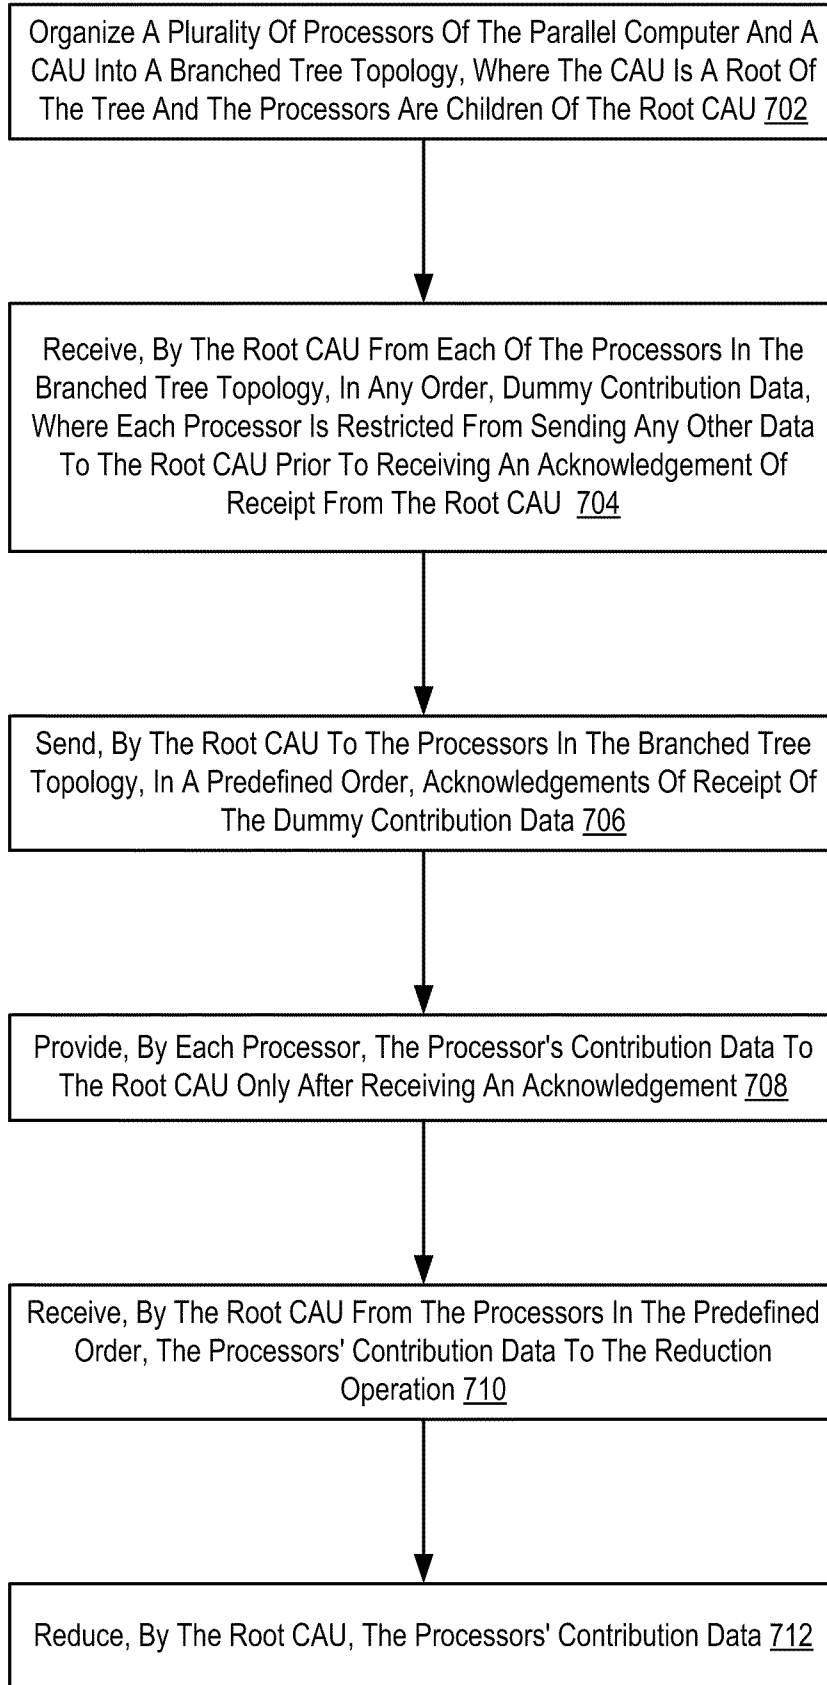 Organize A Plurality Of Processors Of The Parallel Computer And A
CAU Into A Branched Tree Topology, Where The CAU Is A Root Of
The Tree And The Processors Are Children Of The Root CAU 702
Receive, By The Root CAU From Each Of The Processors In The
Branched Tree Topology, In Any Order, Dummy Contribution Data,
Where Each Processor Is Restricted From Sending Any Other Data
To The Root CAU Prior To Receiving An Acknowledgement Of
Receipt From The Root CAU 704
Send, By The Root CAU To The Processors In The Branched Tree
Topology, In A Predefined Order, Acknowledgements Of Receipt Of
The Dummy Contribution Data 706
Provide, By Each Processor, The Processor's Contribution Data To
The Root CAU Only After Receiving An Acknowledgement 708
Receive, By The Root CAU From The Processors In The Predefined
Order, The Processors' Contribution Data To The Reduction
Operation 710
Reduce, By The Root CAU, The Processors' Contribution Data 712